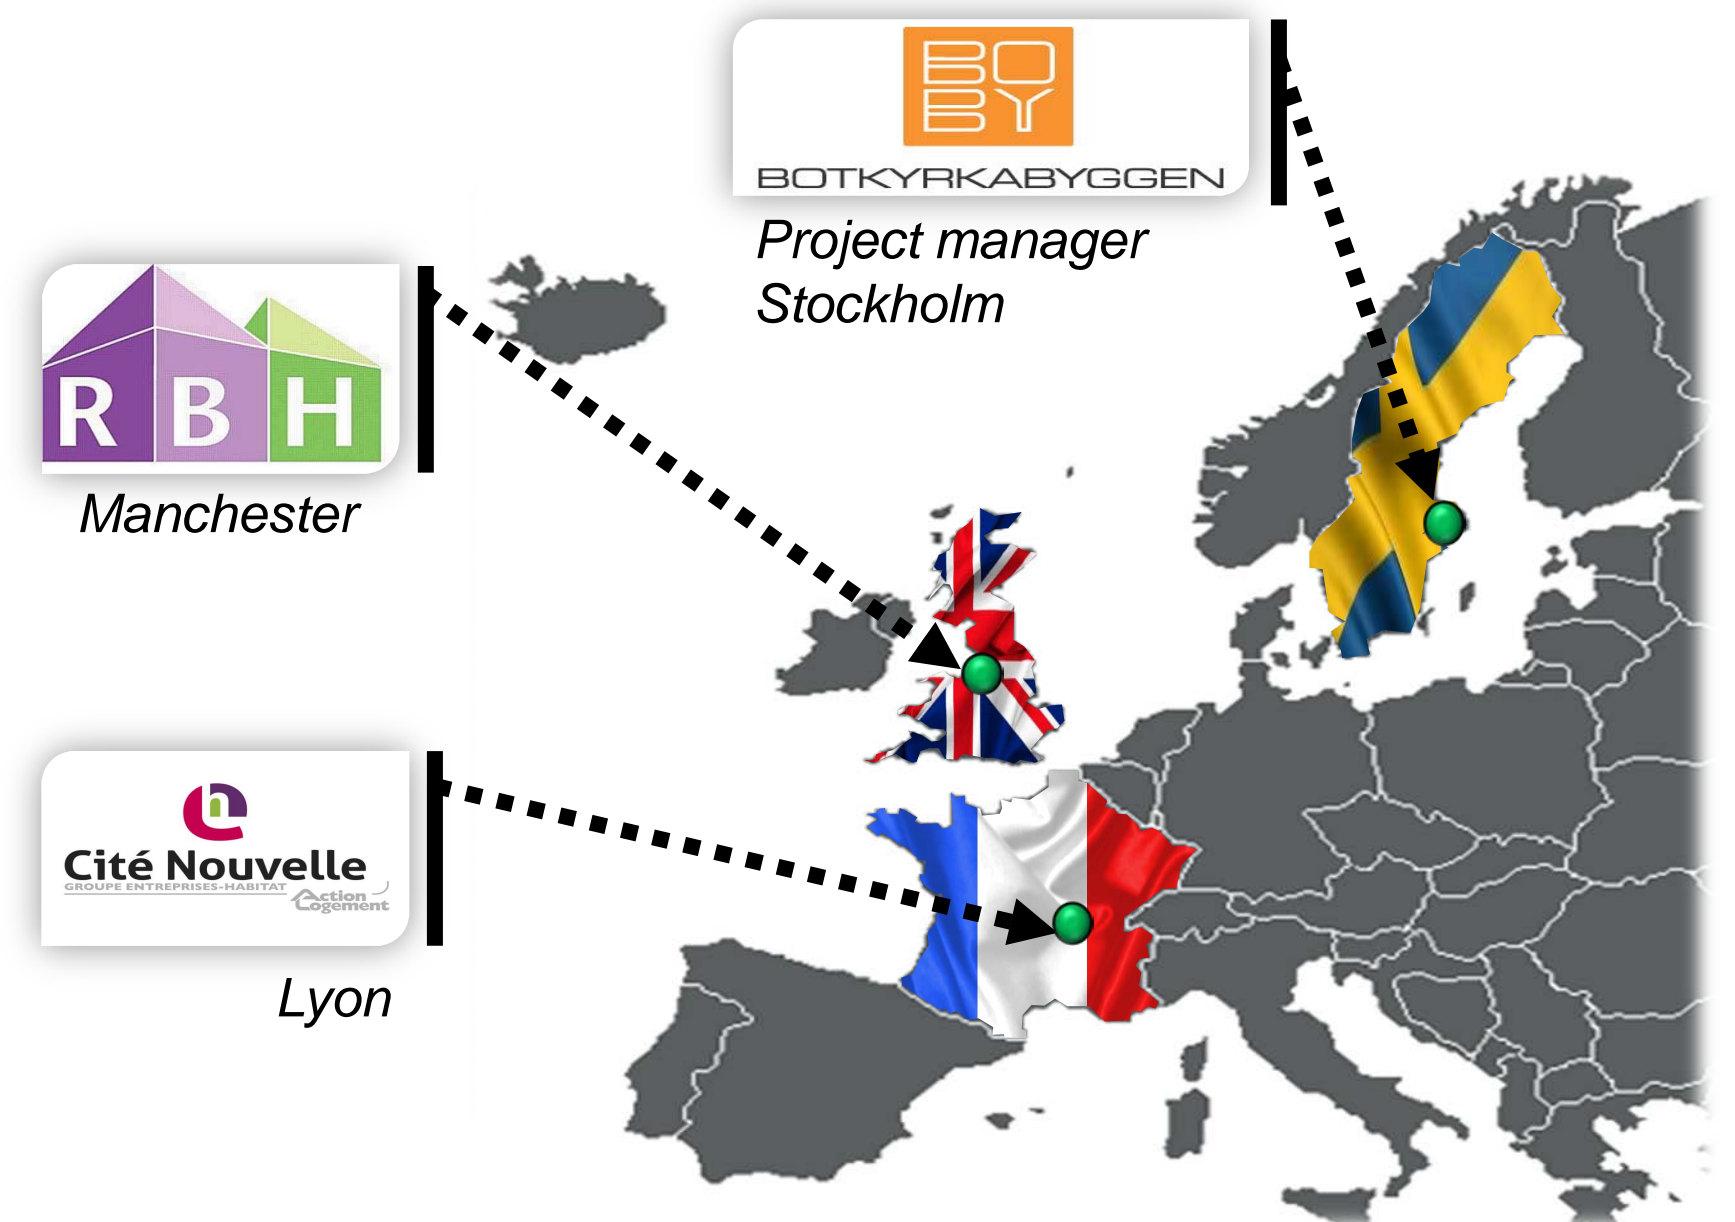 BO
BY
BOTKYRKABYGGEN
Project manager
Stockholm
RBH
Manchester
Cité Nouvelle
GROUPE ENTREPRISES-HABITAT
Action
Logement
Lyon